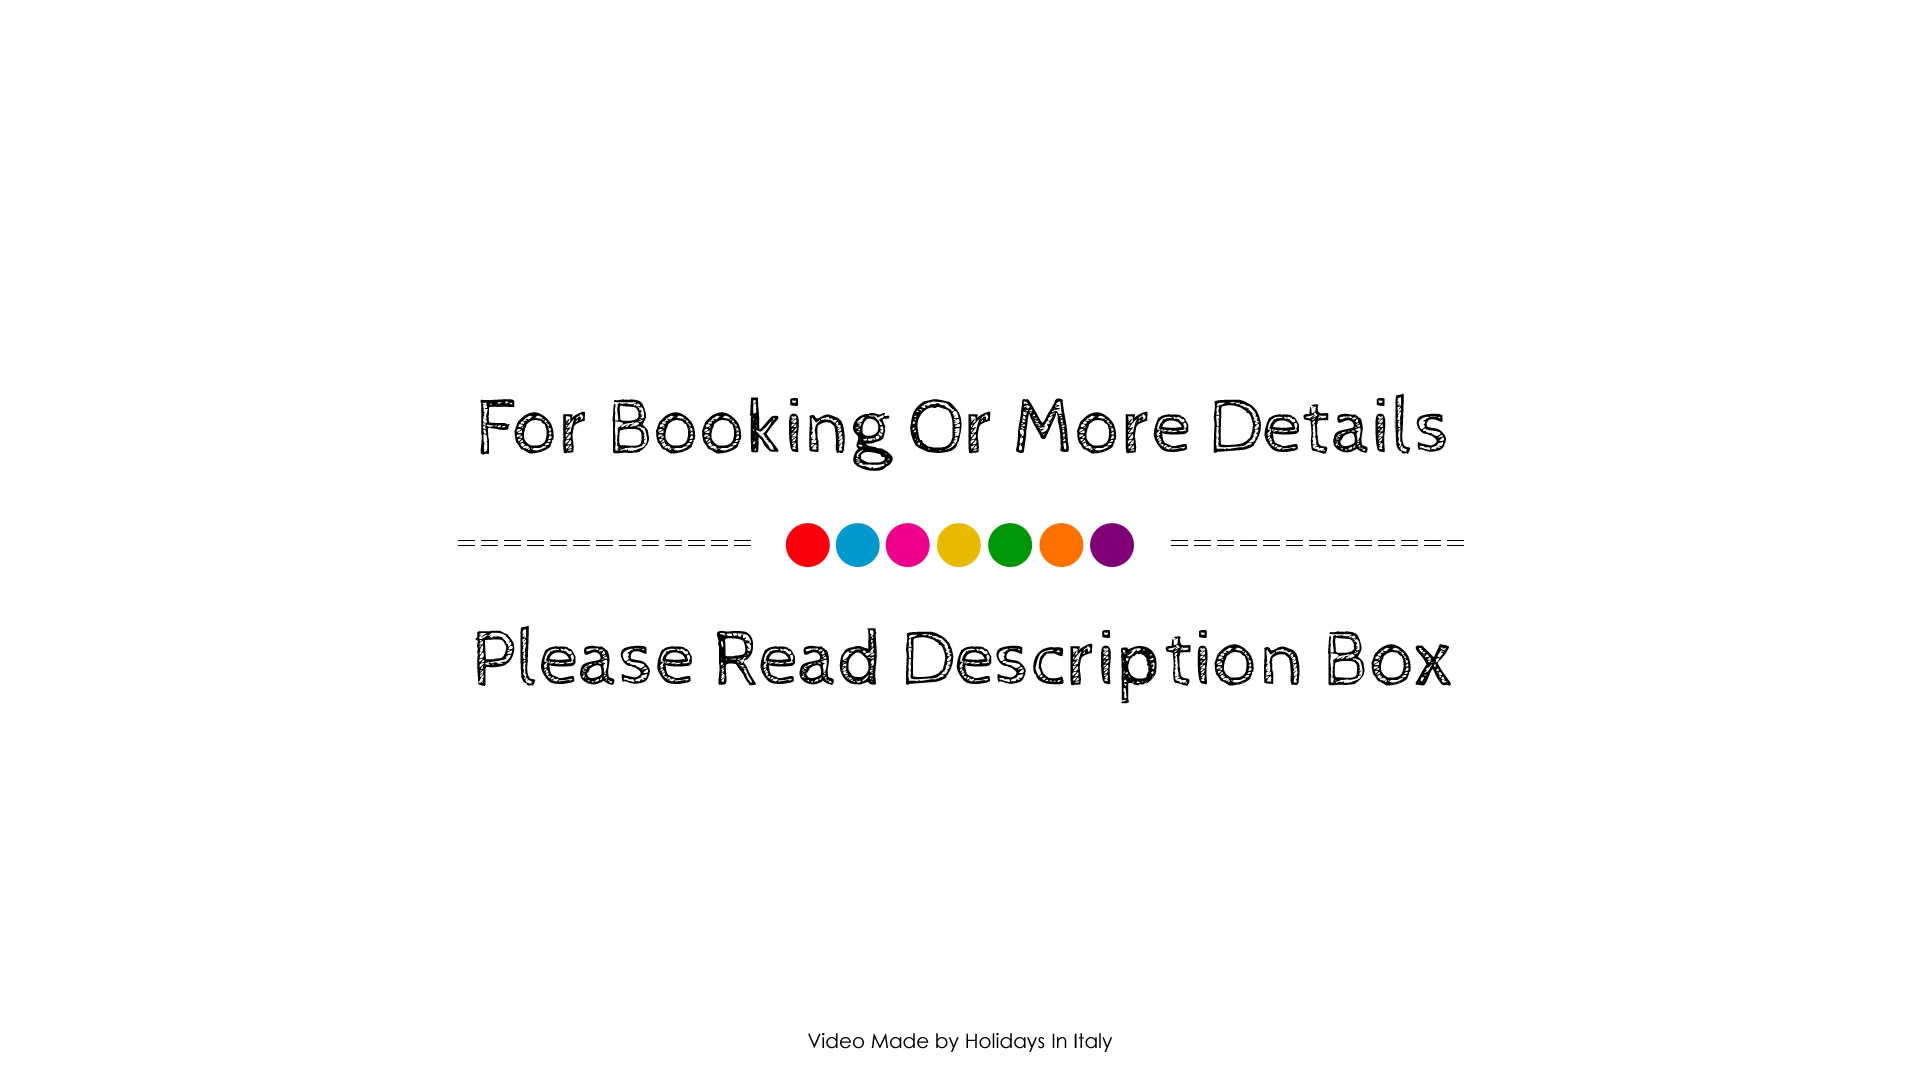 For Booking Or More Details
============= =============
Please Read Description Box
Video Made by Holidays In Italy